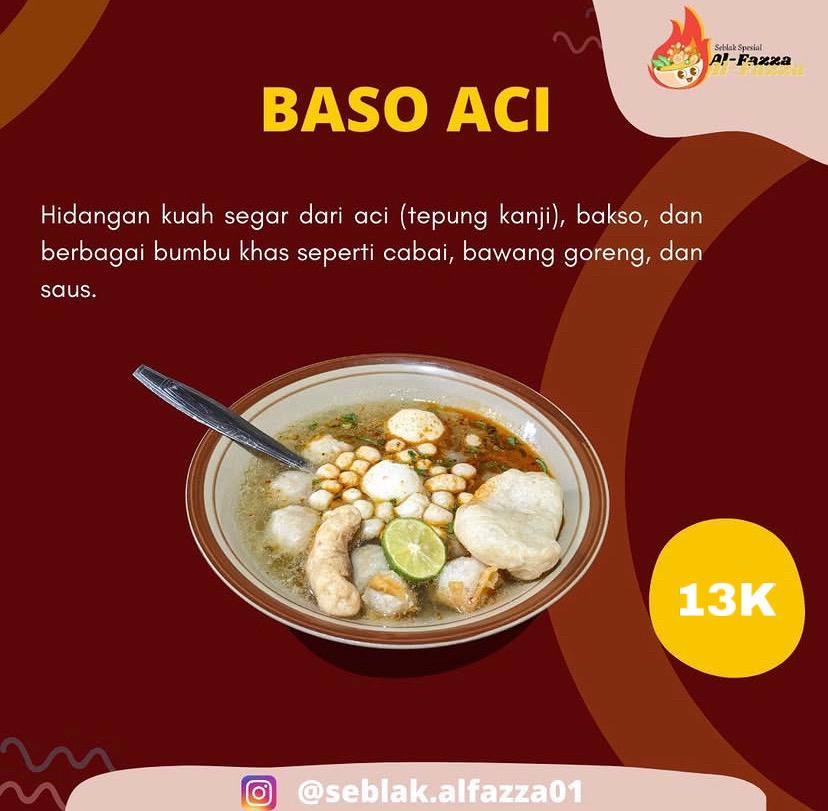 Seblak Spesial
Al-Fazza
BASO ACI
Hidangan kuah segar dari aci (tepung kanji), bakso, dan
berbagai bumbu khas seperti cabai, bawang goreng, dan
saus.
13K
@seblak.alfazza01